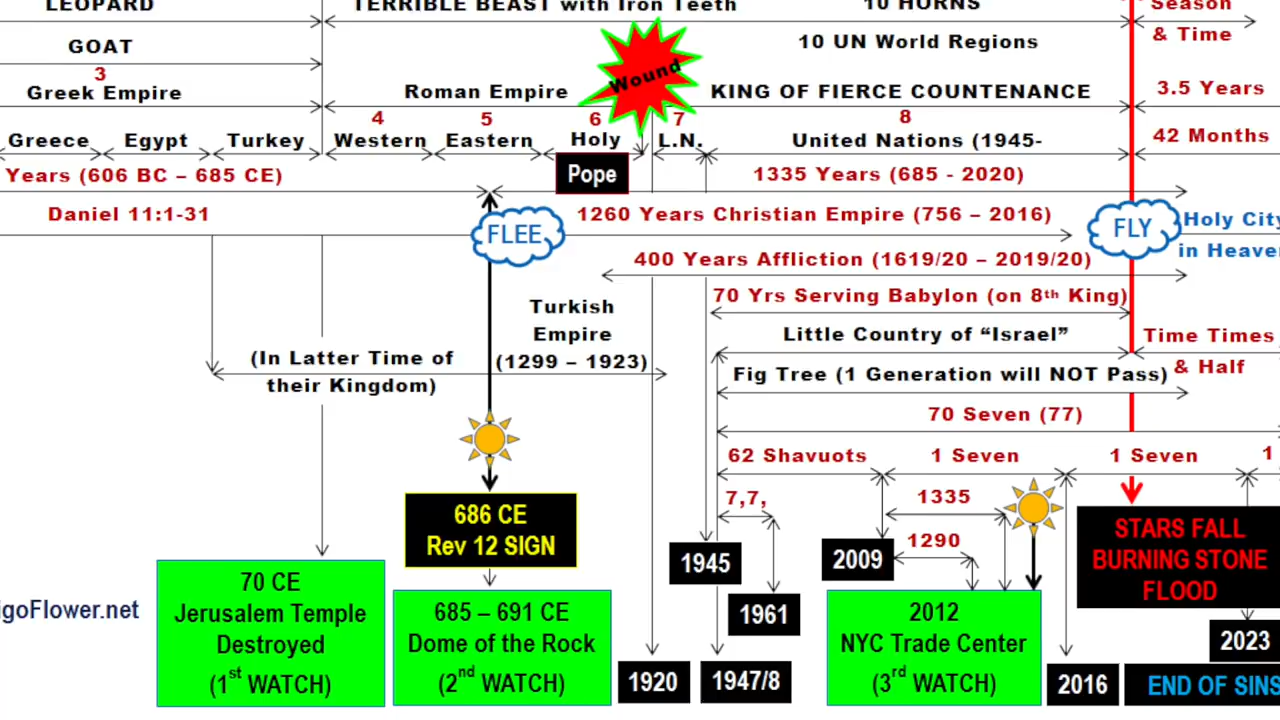 LEOPARD
TERRIBLE BEAST with Iron Teeth
10 HORNS
Season
& Time
GOAT
10 UN World Regions
Wound
3
Greek Empire
Roman Empire
KING OF FIERCE COUNTENANCE
3.5 Years
4
5
6
7
8
Greece
Egypt
Turkey
Western
Eastern
Holy
L.N.
United Nations (1945-
42 Months
Pope
Years (606 BC – 685 CE)
1335 Years (685 - 2020)
Daniel 11:1-31
FLEE
1260 Years Christian Empire (756 – 2016)
FLY
Holy City
in Heaven
400 Years Affliction (1619/20 – 2019/20)
70 Yrs Serving Babylon (on 8th King)
Turkish
Empire
(1299 – 1923)
Little Country of “Israel”
Time Times
& Half
(In Latter Time of
their Kingdom)
Fig Tree (1 Generation will NOT Pass)
70 Seven (77)
62 Shavuots
1 Seven
1 Seven
1
7,7,
1335
1290
686 CE
Rev 12 SIGN
STARS FALL
BURNING STONE
FLOOD
1945
2009
1961
igoFlower.net
70 CE
Jerusalem Temple
Destroyed
(1st WATCH)
685 – 691 CE
Dome of the Rock
(2nd WATCH)
2012
NYC Trade Center
(3rd WATCH)
2023
1920
1947/8
2016
END OF SINS